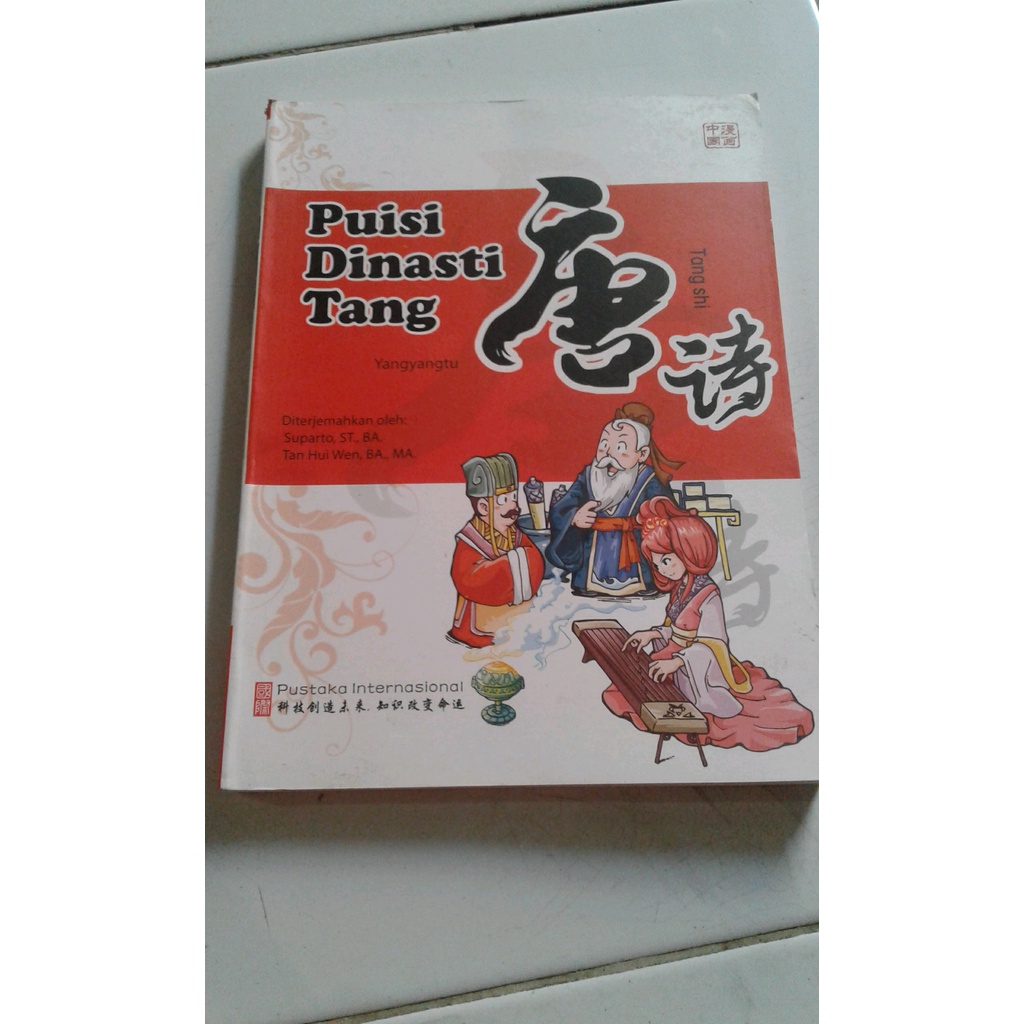 中漫
國画
Puisi
Dinasti
Tang
唐诗
Tang shi
Yangyangtu
Diterjemahkan oleh:
Suparto, ST., BA.
Tan Hui Wen, BA., MA.
Pustaka Internasional
科技创造未来, 知识改变命运